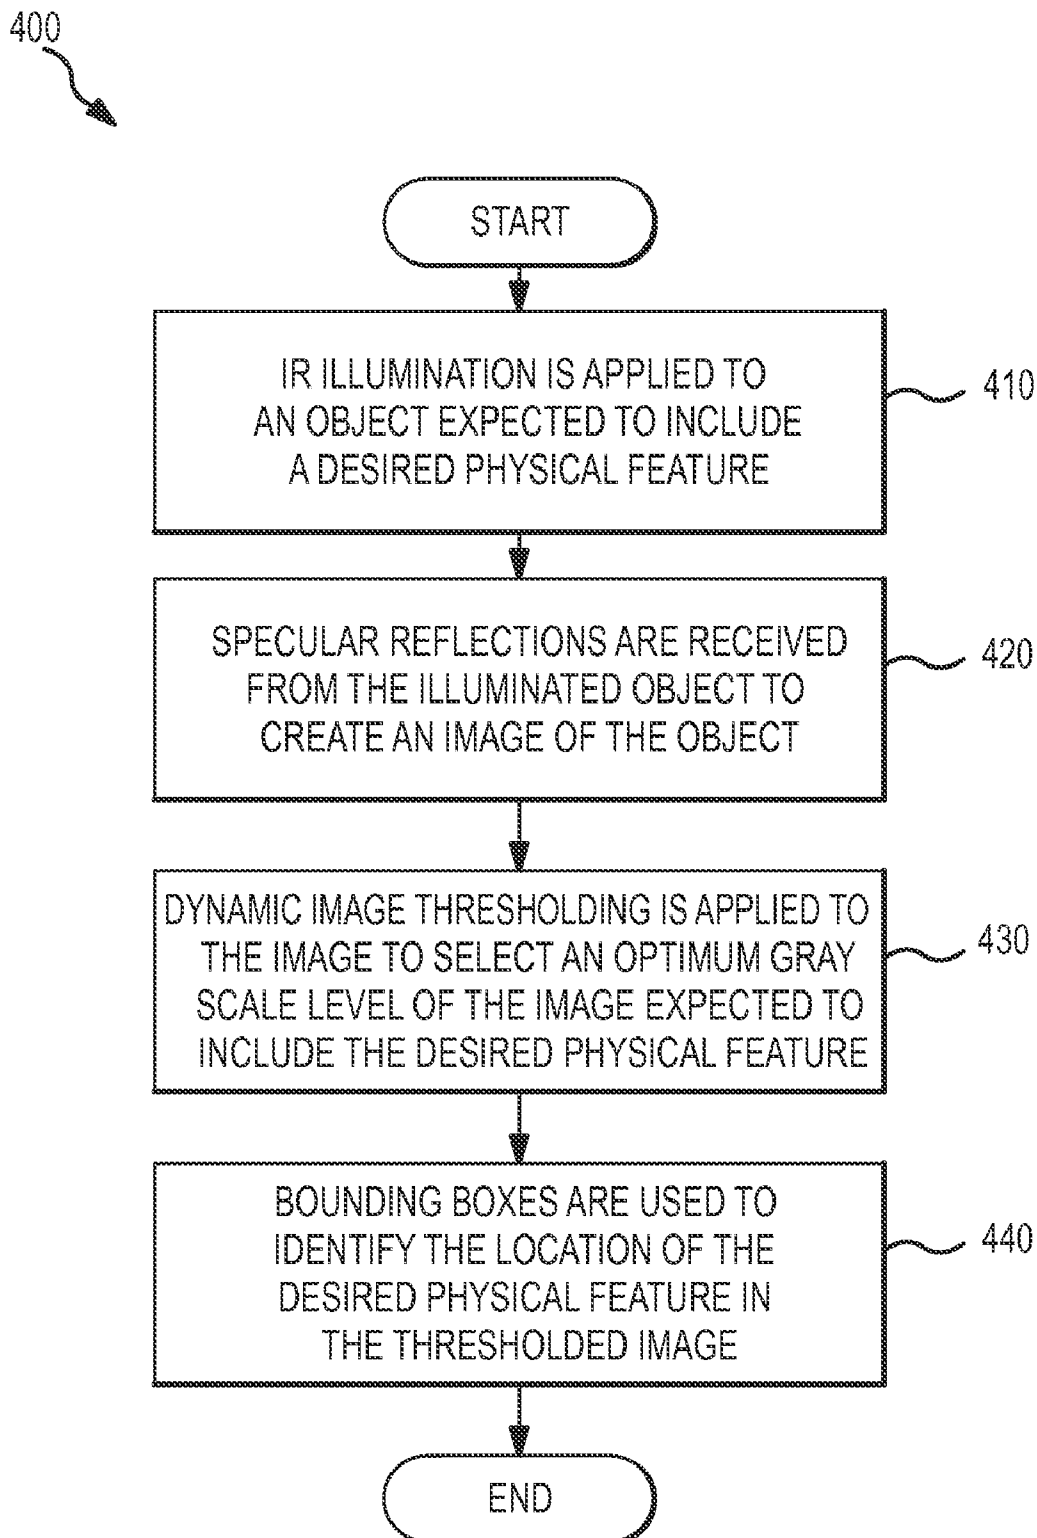 400
START
IR ILLUMINATION IS APPLIED TO
AN OBJECT EXPECTED TO INCLUDE
A DESIRED PHYSICAL FEATURE
410
SPECULAR REFLECTIONS ARE RECEIVED
FROM THE ILLUMINATED OBJECT TO
CREATE AN IMAGE OF THE OBJECT
420
DYNAMIC IMAGE THRESHOLDING IS APPLIED TO
THE IMAGE TO SELECT AN OPTIMUM GRAY
SCALE LEVEL OF THE IMAGE EXPECTED TO
INCLUDE THE DESIRED PHYSICAL FEATURE
430
BOUNDING BOXES ARE USED TO
IDENTIFY THE LOCATION OF THE
DESIRED PHYSICAL FEATURE IN
THE THRESHOLDED IMAGE
440
END